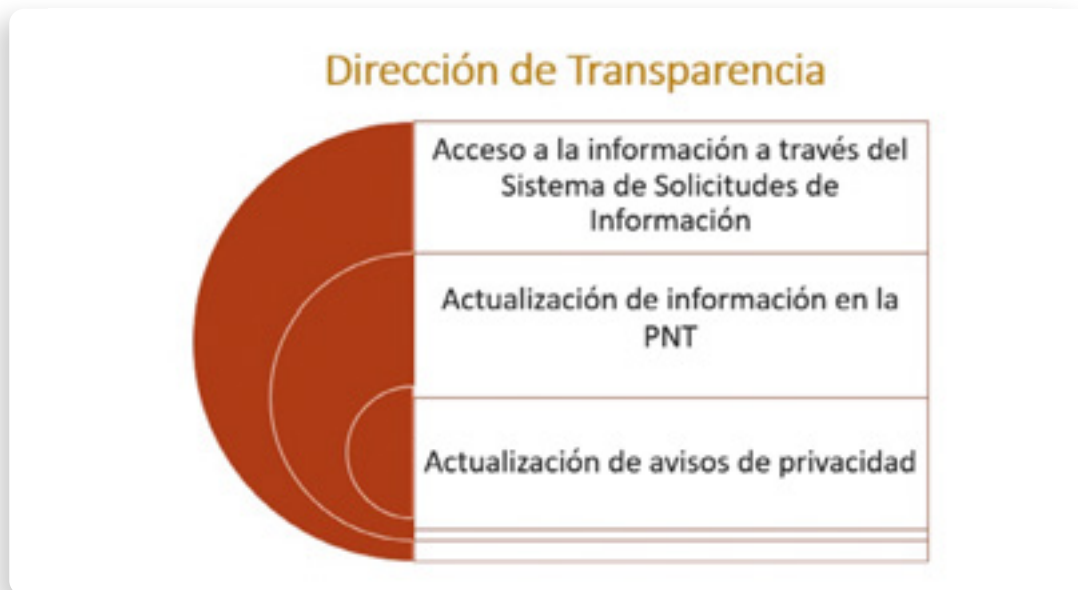 Dirección de Transparencia
Acceso a la información a través del
Sistema de Solicitudes de
Información
Actualización de información en la
PNT
Actualización de avisos de privacidad